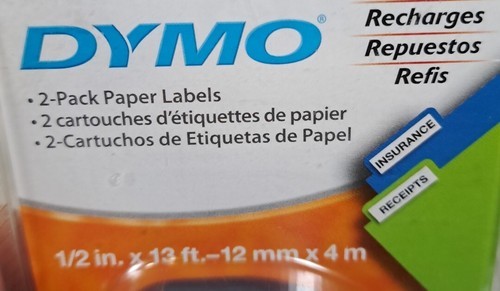 DYMO®
Recharges
Repuestos
Refis
• 2-Pack Paper Labels
• 2 cartouches d'étiquettes de papier
• 2-Cartuchos de Etiquetas de Papel
INSURANCE
RECEIPTS
1/2 in. x 13 ft.–12 mm x 4 m